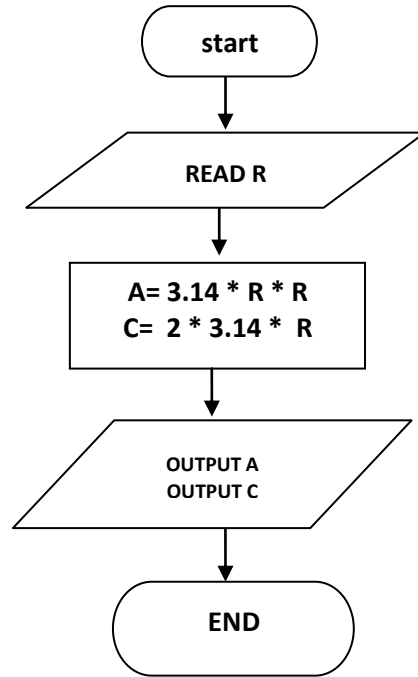 start
READ R
A= 3.14 * R * R
C= 2 * 3.14 * R
OUTPUT A
OUTPUT C
END